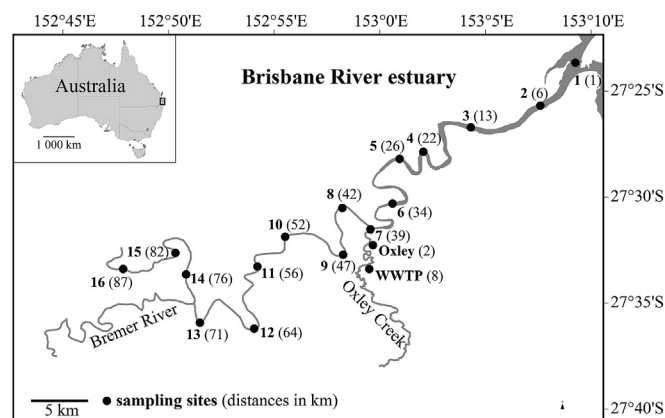 152°45'E 152°50'E 152°55'E 153°0'E 153°5'E 153°10'E
Australia
1 000 km
Brisbane River estuary
1 (1)
27°25'S
2 (6)
3 (13)
4 (22)
5 (26)
27°30'S
8 (42)
6 (34)
10 (52)
7 (39)
Oxley (2)
15 (82)
9 (47)
11 (56)
WWTP (8)
16 (87)
14 (76)
27°35'S
Bremer River
Oxley Creek
13 (71)
12 (64)
5 km
sampling sites (distances in km)
27°40'S